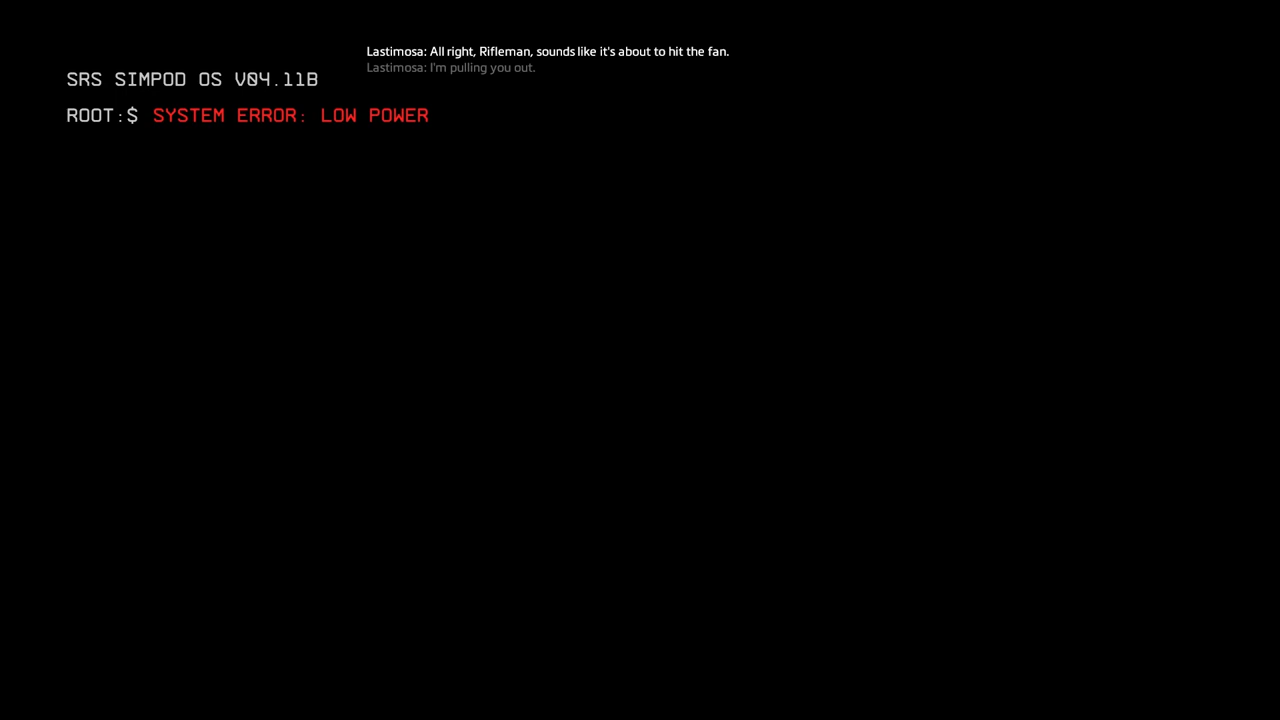 Lastimosa: All right, Rifleman, sounds like it's about to hit the fan.
Lastimosa: I'm pulling you out.
SRS SIMPOD OS V04.11B
ROOT:$ SYSTEM ERROR: LOW POWER